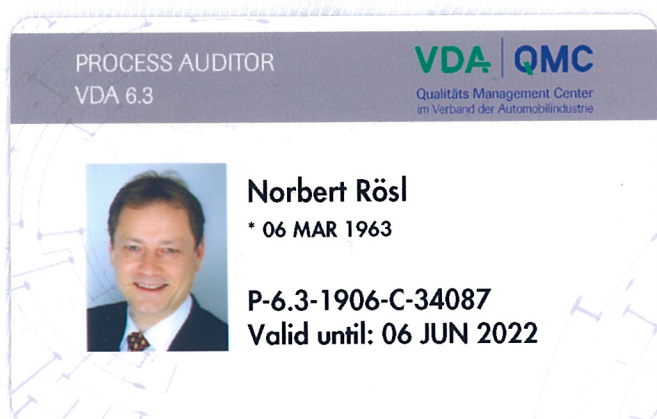 PROCESS AUDITOR
VDA 6.3
VDA QMC
Qualitäts Management Center
im Verband der Automobilindustrie
Norbert Rösl
* 06 MAR 1963
P-6.3-1906-C-34087
Valid until: 06 JUN 2022